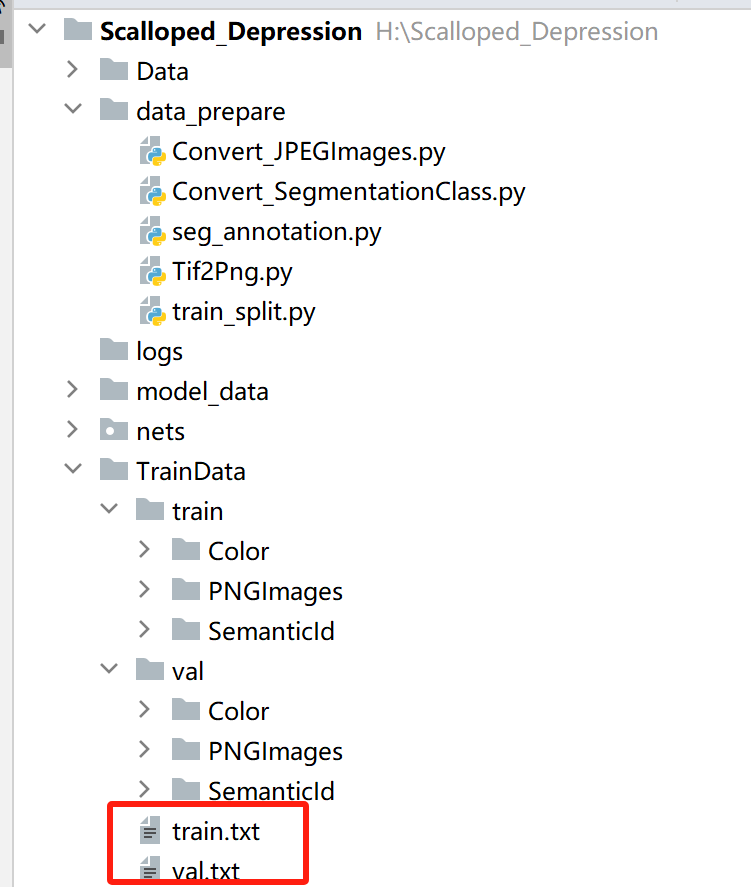 Scalloped_Depression H:\Scalloped_Depression
Data
data_prepare
Convert_JPEGImages.py
Convert_SegmentationClass.py
seg_annotation.py
Tif2Png.py
train_split.py
logs
model_data
nets
TrainData
train
Color
PNGImages
SemanticId
val
Color
PNGImages
SemanticId
train.txt
val.txt